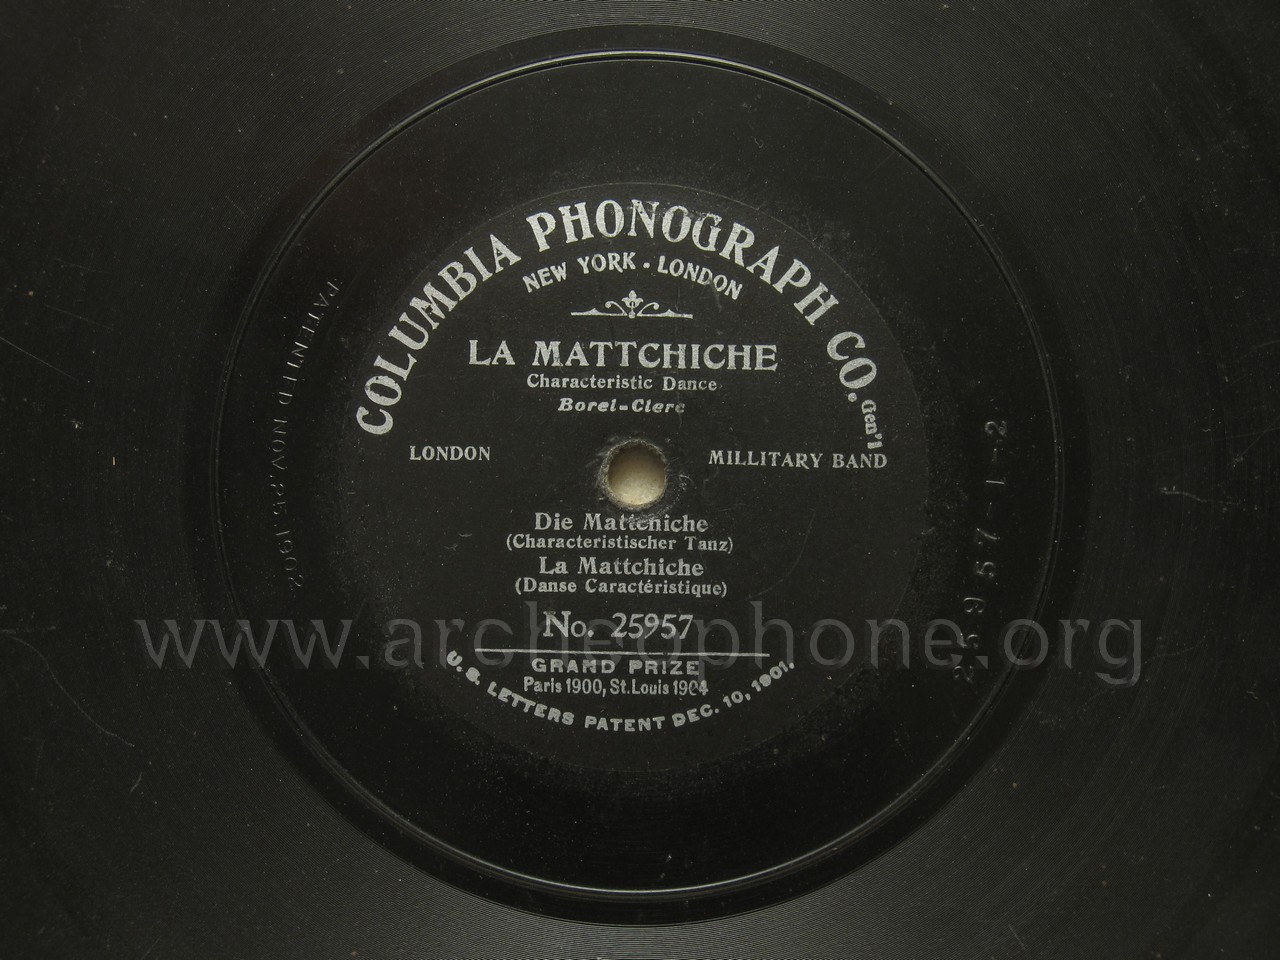 COLUMBIA PHONOGRAPH CO. Gen'l
NEW YORK - LONDON
LA MATTCHICHE
Characteristic Dance
Borel-Clerc
LONDON MILLITARY BAND
Die Mattchiche
(Characteristischer Tanz)
La Mattchiche
(Danse Caractéristique)
No. 25957
GRAND PRIZE
Paris 1900, St. Louis 1904
U.S. LETTERS PATENT DEC. 10, 1901.
PATENTED NOV. 25. 1902
25957-1-2
www.archeophone.org